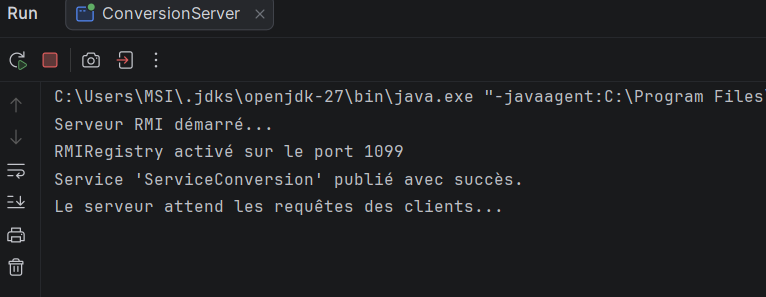 Run ConversionServer
C:\Users\MSI\.jdks\openjdk-27\bin\java.exe "-javaagent:C:\Program Files\
Serveur RMI démarré...
RMIRegistry activé sur le port 1099
Service 'ServiceConversion' publié avec succès.
Le serveur attend les requêtes des clients...